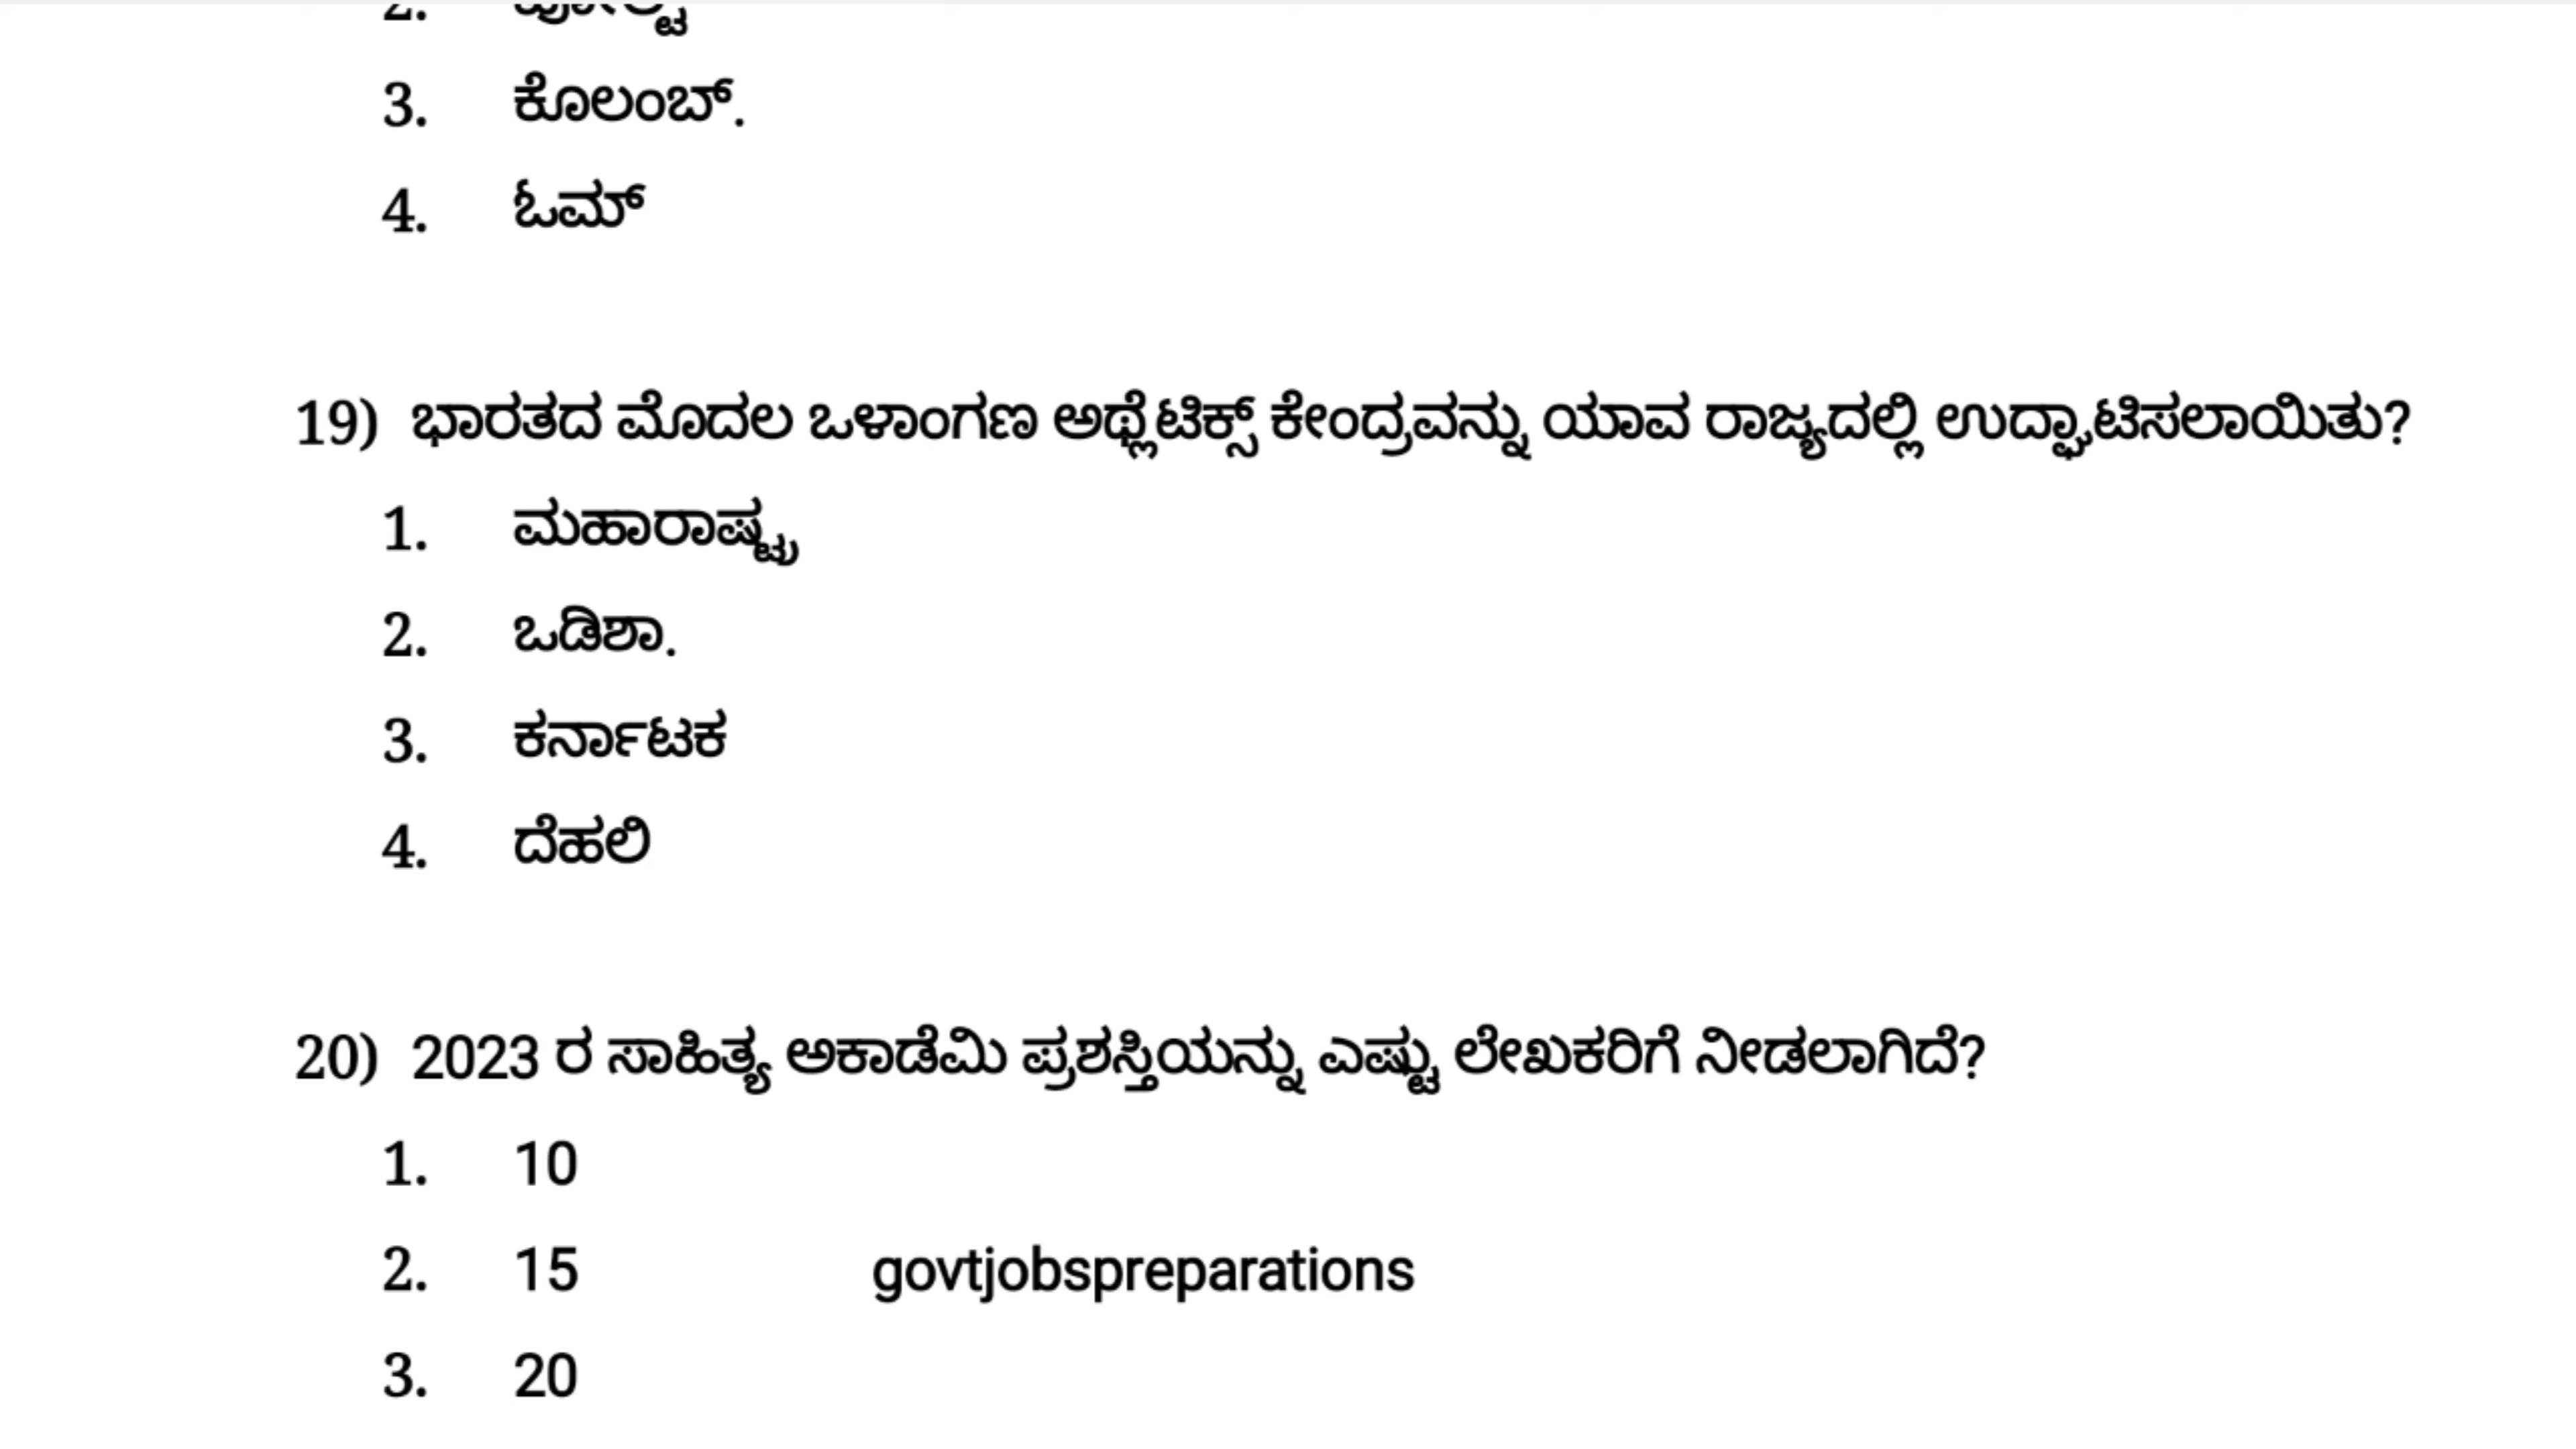 2.
3. ಕೊಲಂಬ್.
4. ಓಮ್
19) ಭಾರತದ ಮೊದಲ ಒಳಾಂಗಣ ಅಥ್ಲೆಟಿಕ್ಸ್ ಕೇಂದ್ರವನ್ನು ಯಾವ ರಾಜ್ಯದಲ್ಲಿ ಉದ್ಘಾಟಿಸಲಾಯಿತು?
1. ಮಹಾರಾಷ್ಟ್ರ
2. ಒಡಿಶಾ.
3. ಕರ್ನಾಟಕ
4. ದೆಹಲಿ
20) 2023 ರ ಸಾಹಿತ್ಯ ಅಕಾಡೆಮಿ ಪ್ರಶಸ್ತಿಯನ್ನು ಎಷ್ಟು ಲೇಖಕರಿಗೆ ನೀಡಲಾಗಿದೆ?
1. 10
2. 15 govtjobspreparations
3. 20